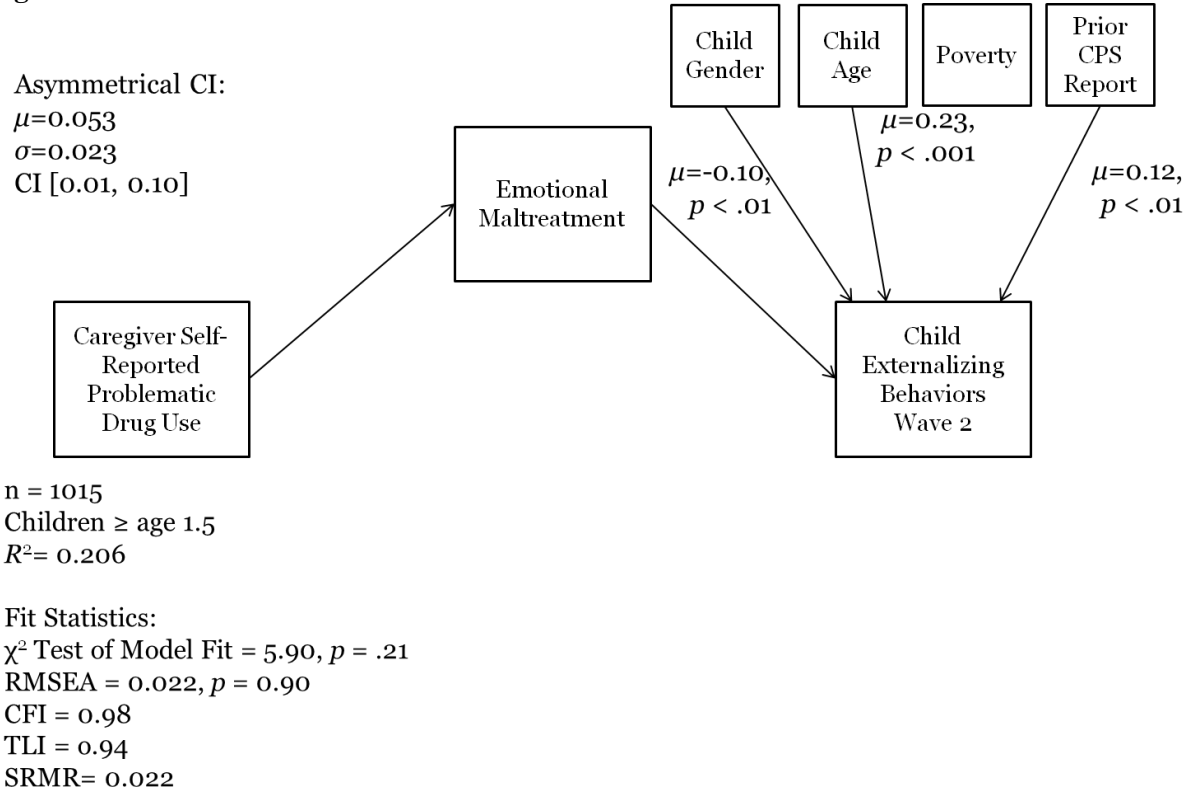 Asymmetrical CI:
μ=0.053
σ=0.023
CI [0.01, 0.10]
Child
Gender
Child
Age
Poverty
Prior
CPS
Report
μ=-0.10,
p < .01
μ=0.23,
p < .001
μ=0.12,
p < .01
Emotional
Maltreatment
Caregiver Self-
Reported
Problematic
Drug Use
Child
Externalizing
Behaviors
Wave 2
n = 1015
Children ≥ age 1.5
R²= 0.206
Fit Statistics:
χ² Test of Model Fit = 5.90, p = .21
RMSEA = 0.022, p = 0.90
CFI = 0.98
TLI = 0.94
SRMR= 0.022